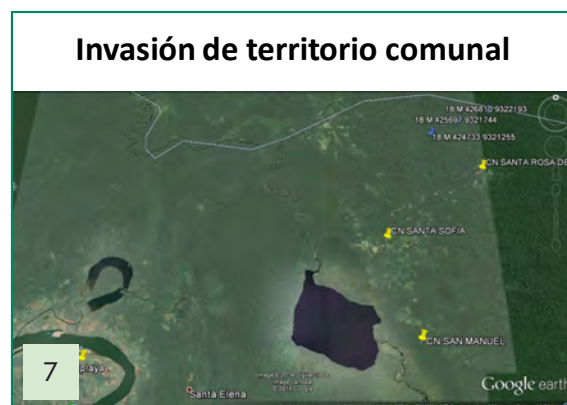 Invasión de territorio comunal
18 M 426810 9322193
18 M 425697 9321744
18 M 424733 9321255
CN SANTA ROSA DE
CN SANTA SOFIA
CN SAN MANUEL
playa
7
Santa Elena
Google earth